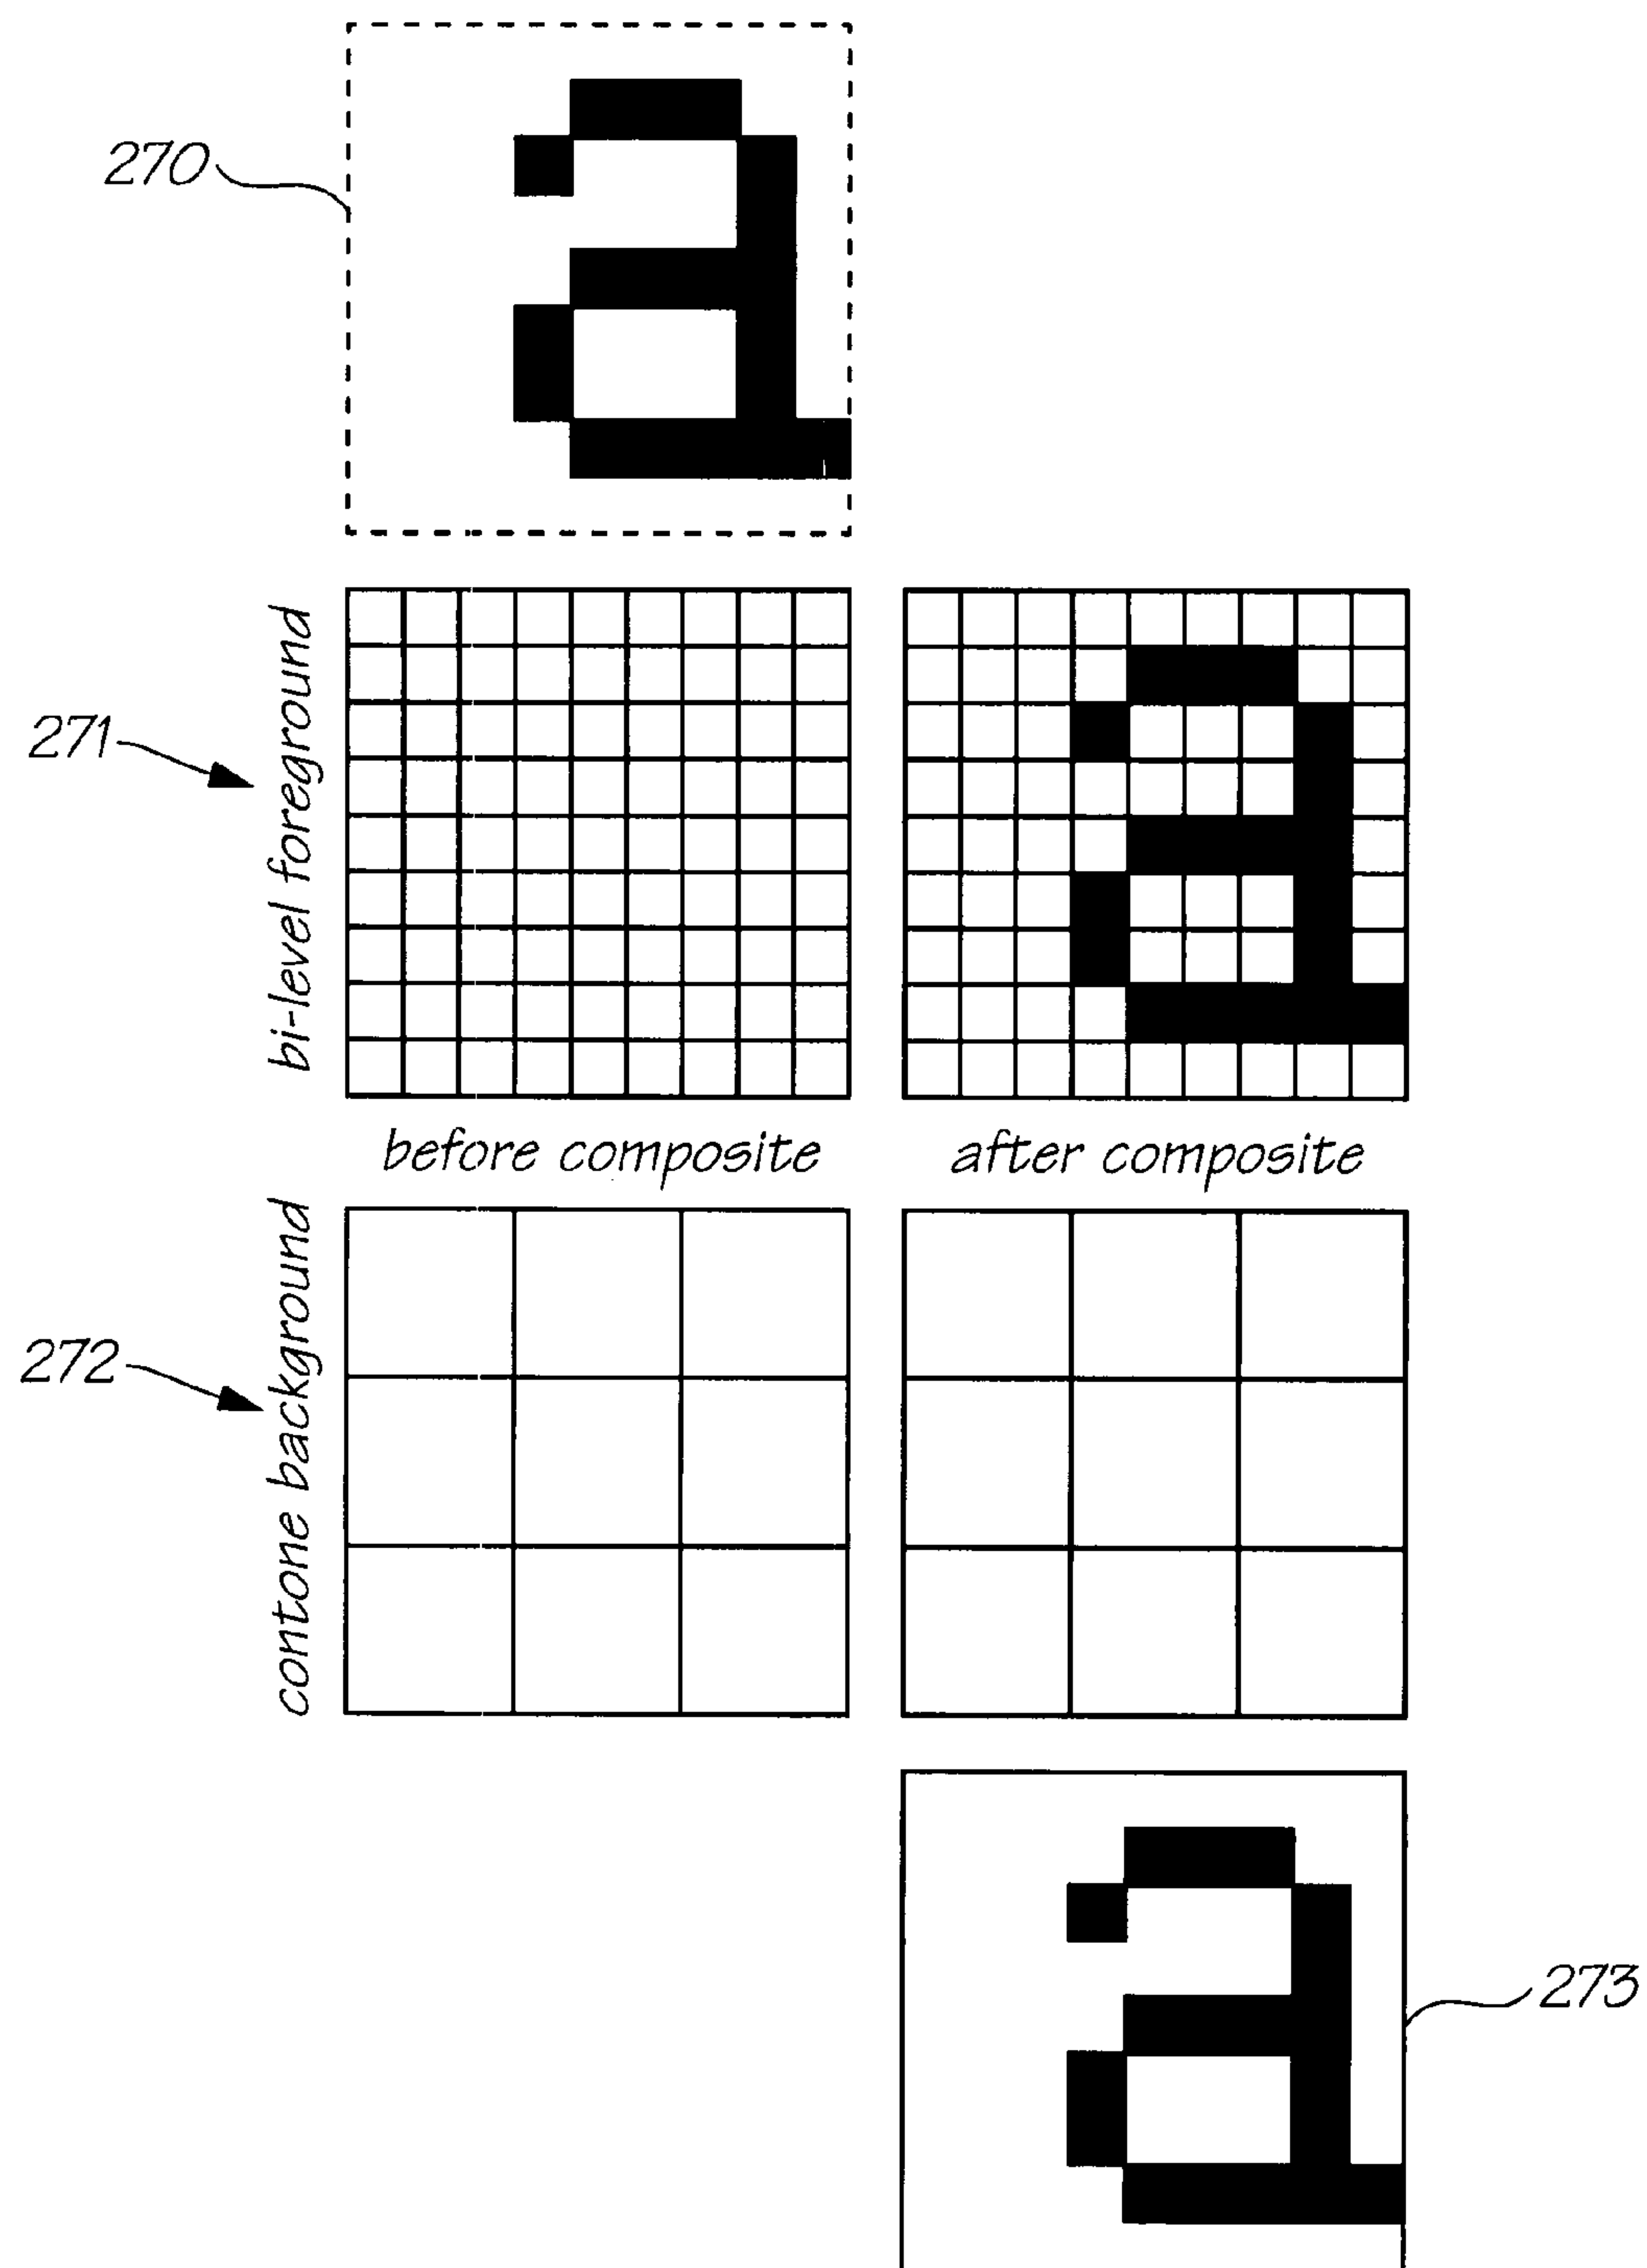 270
271
bi-level foreground
before composite
after composite
272
contone background
273